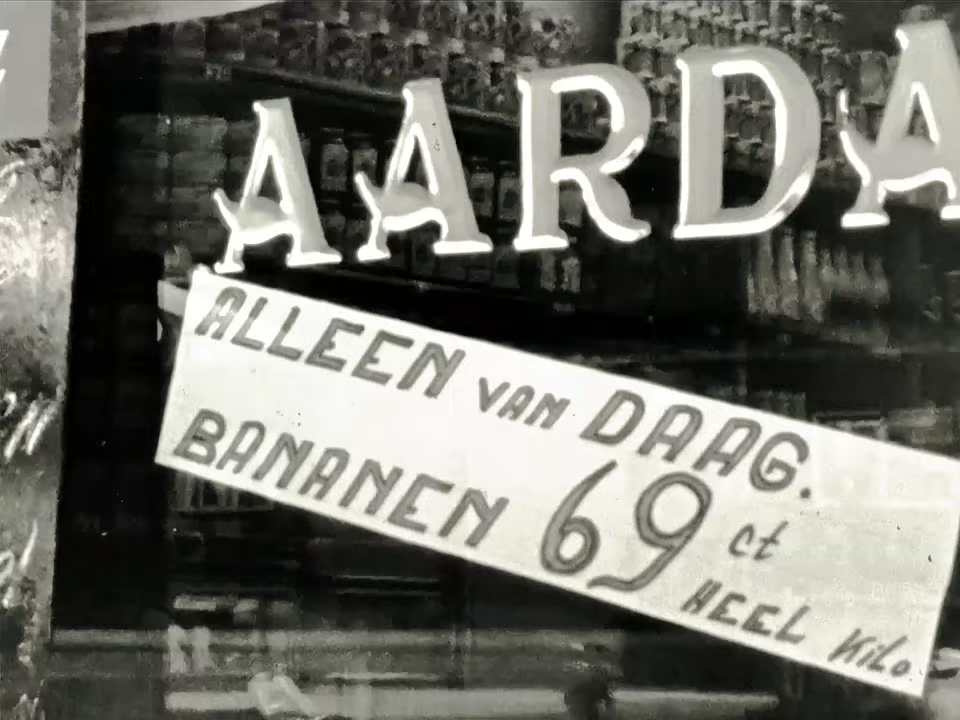 AARDA
ALLEEN VAN DAAG.
BANANEN 69 ct
HEEL KiLo